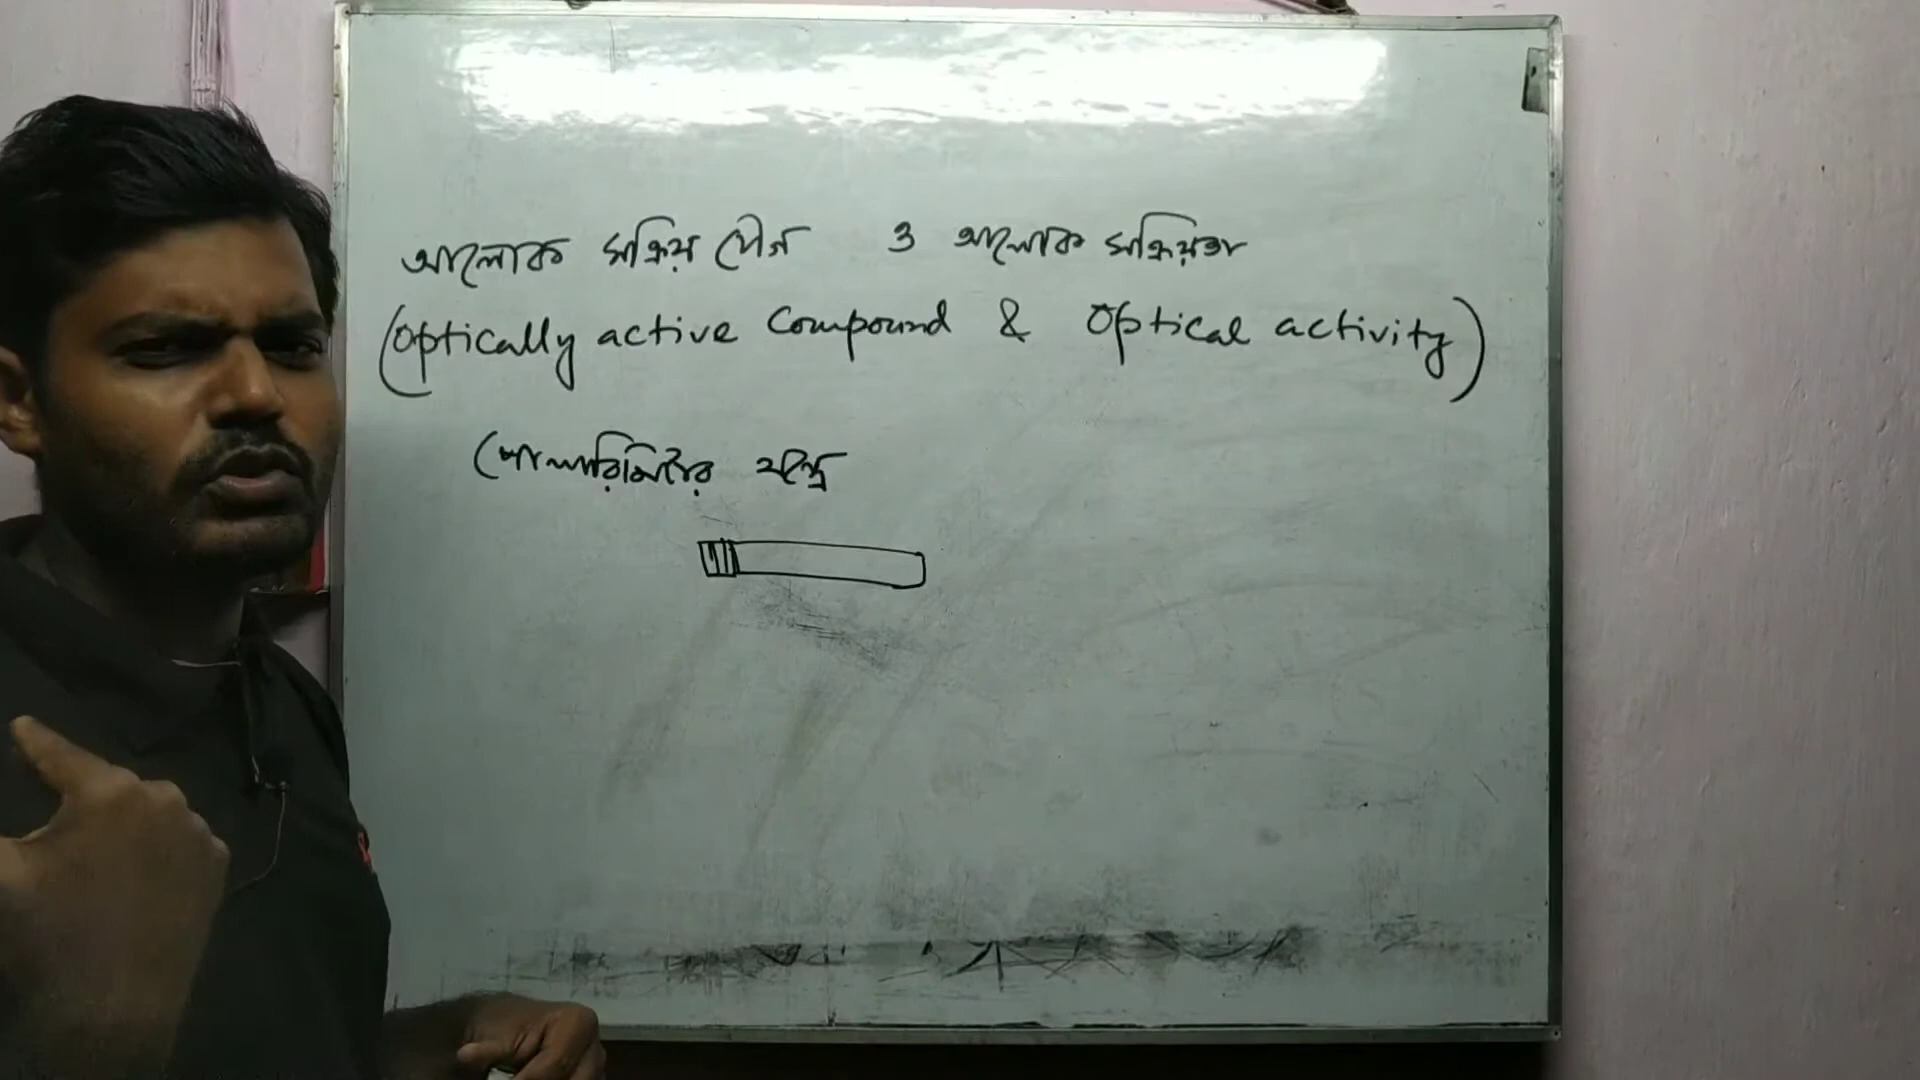 আলোক সক্রিয় যৌগ ও আলোক সক্রিয়তা
(Optically active Compound & Optical activity)
পোলারিমিটার যন্ত্রে